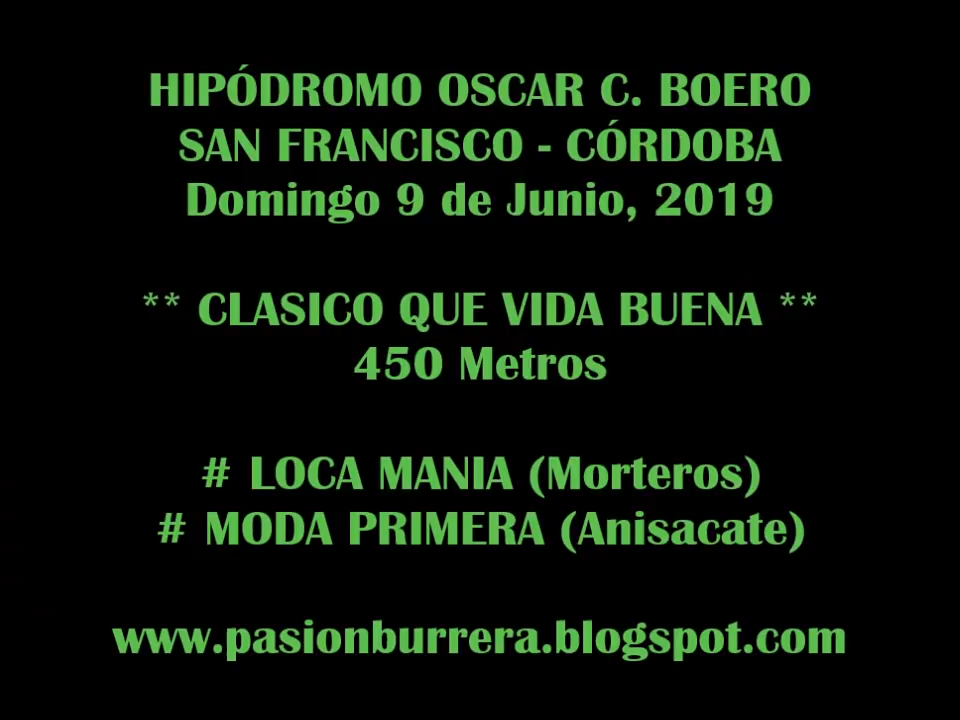 HIPÓDROMO OSCAR C. BOERO
SAN FRANCISCO - CÓRDOBA
Domingo 9 de Junio, 2019
** CLASICO QUE VIDA BUENA **
450 Metros
# LOCA MANIA (Morteros)
# MODA PRIMERA (Anisacate)
www.pasionburrera.blogspot.com